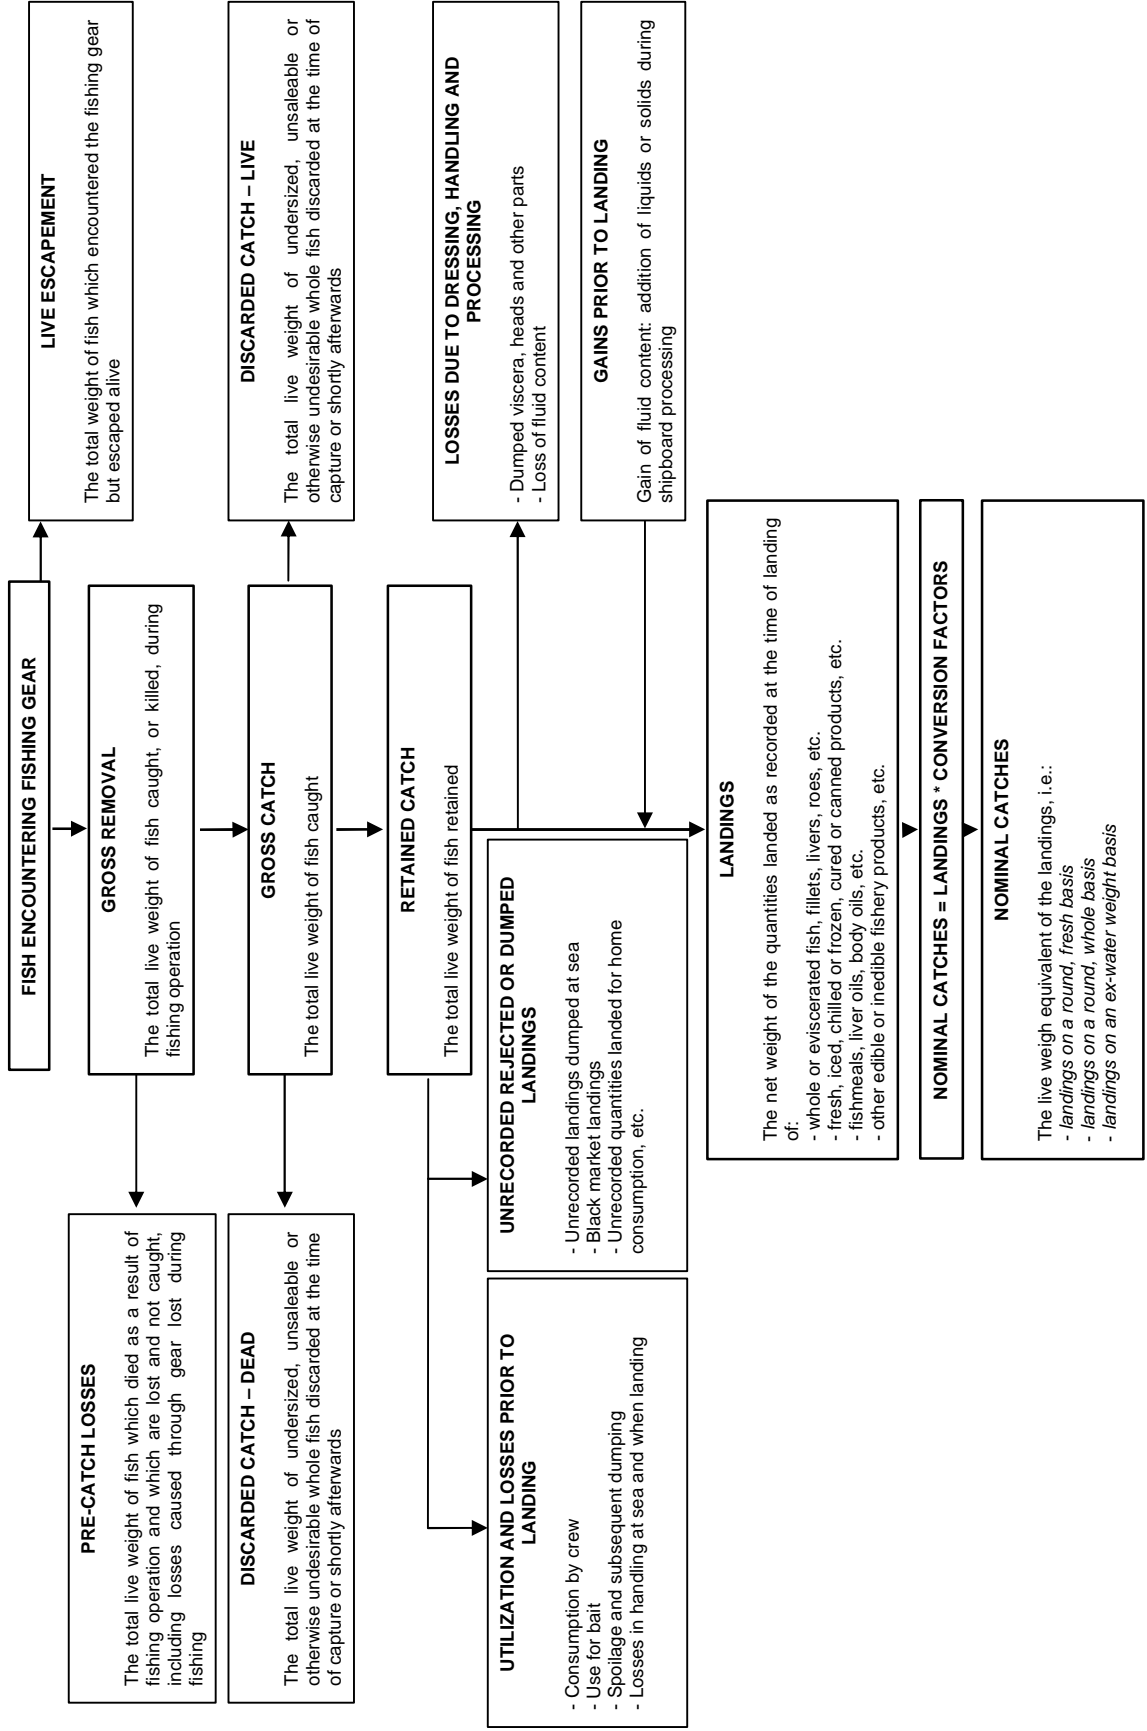 FISH ENCOUNTERING FISHING GEAR
LIVE ESCAPEMENT
The total weight of fish which encountered the fishing gear
but escaped alive
GROSS REMOVAL
The total live weight of fish caught, or killed, during
fishing operation
PRE-CATCH LOSSES
The total live weight of fish which died as a result of
fishing operation and which are lost and not caught,
including losses caused through gear lost during
fishing
GROSS CATCH
The total live weight of fish caught
DISCARDED CATCH – DEAD
The total live weight of undersized, unsaleable or
otherwise undesirable whole fish discarded at the time
of capture or shortly afterwards
DISCARDED CATCH – LIVE
The total live weight of undersized, unsaleable or
otherwise undesirable whole fish discarded at the time of
capture or shortly afterwards
RETAINED CATCH
The total live weight of fish retained
UTILIZATION AND LOSSES PRIOR TO
LANDING
- Consumption by crew
- Use for bait
- Spoilage and subsequent dumping
- Losses in handling at sea and when landing
UNRECORDED REJECTED OR DUMPED
LANDINGS
- Unrecorded landings dumped at sea
- Black market landings
- Unrecorded quantities landed for home
consumption, etc.
LOSSES DUE TO DRESSING, HANDLING AND
PROCESSING
- Dumped viscera, heads and other parts
- Loss of fluid content
GAINS PRIOR TO LANDING
Gain of fluid content: addition of liquids or solids during
shipboard processing
LANDINGS
The net weight of the quantities landed as recorded at the time of landing
of:
- whole or eviscerated fish, fillets, livers, roes, etc.
- fresh, iced, chilled or frozen, cured or canned products, etc.
- fishmeals, liver oils, body oils, etc.
- other edible or inedible fishery products, etc.
NOMINAL CATCHES = LANDINGS * CONVERSION FACTORS
NOMINAL CATCHES
The live weigh equivalent of the landings, i.e.:
- landings on a round, fresh basis
- landings on a round, whole basis
- landings on an ex-water weight basis